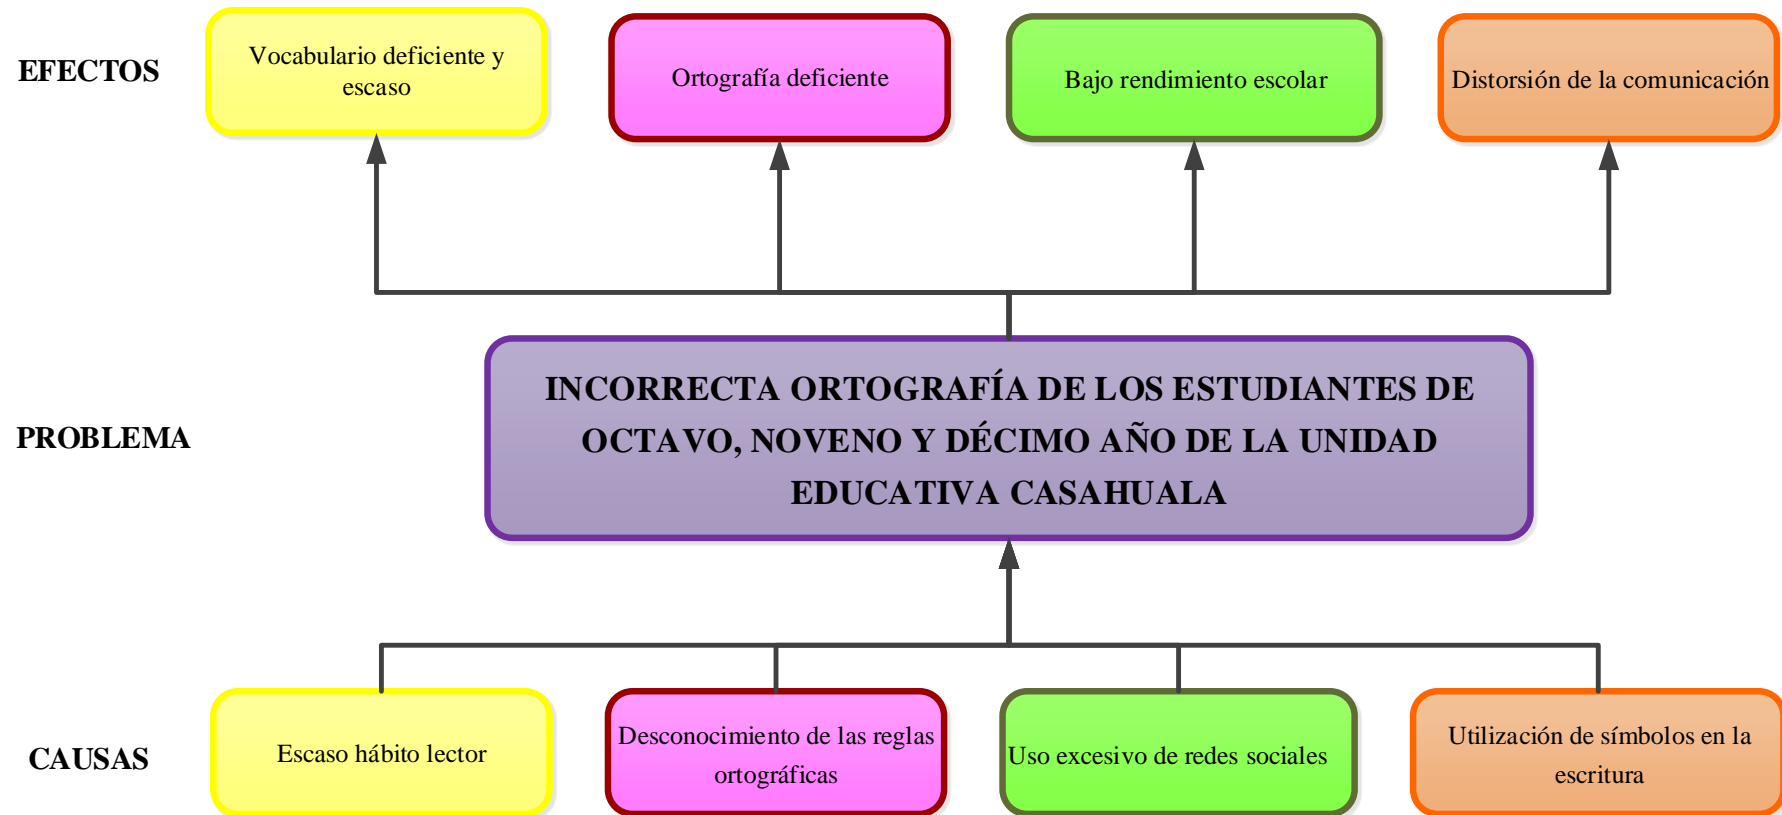 EFECTOS
Vocabulario deficiente y
escaso
Ortografía deficiente
Bajo rendimiento escolar
Distorsión de la comunicación
PROBLEMA
INCORRECTA ORTOGRAFÍA DE LOS ESTUDIANTES DE
OCTAVO, NOVENO Y DÉCIMO AÑO DE LA UNIDAD
EDUCATIVA CASAHUALA
CAUSAS
Escaso hábito lector
Desconocimiento de las reglas
ortográficas
Uso excesivo de redes sociales
Utilización de símbolos en la
escritura